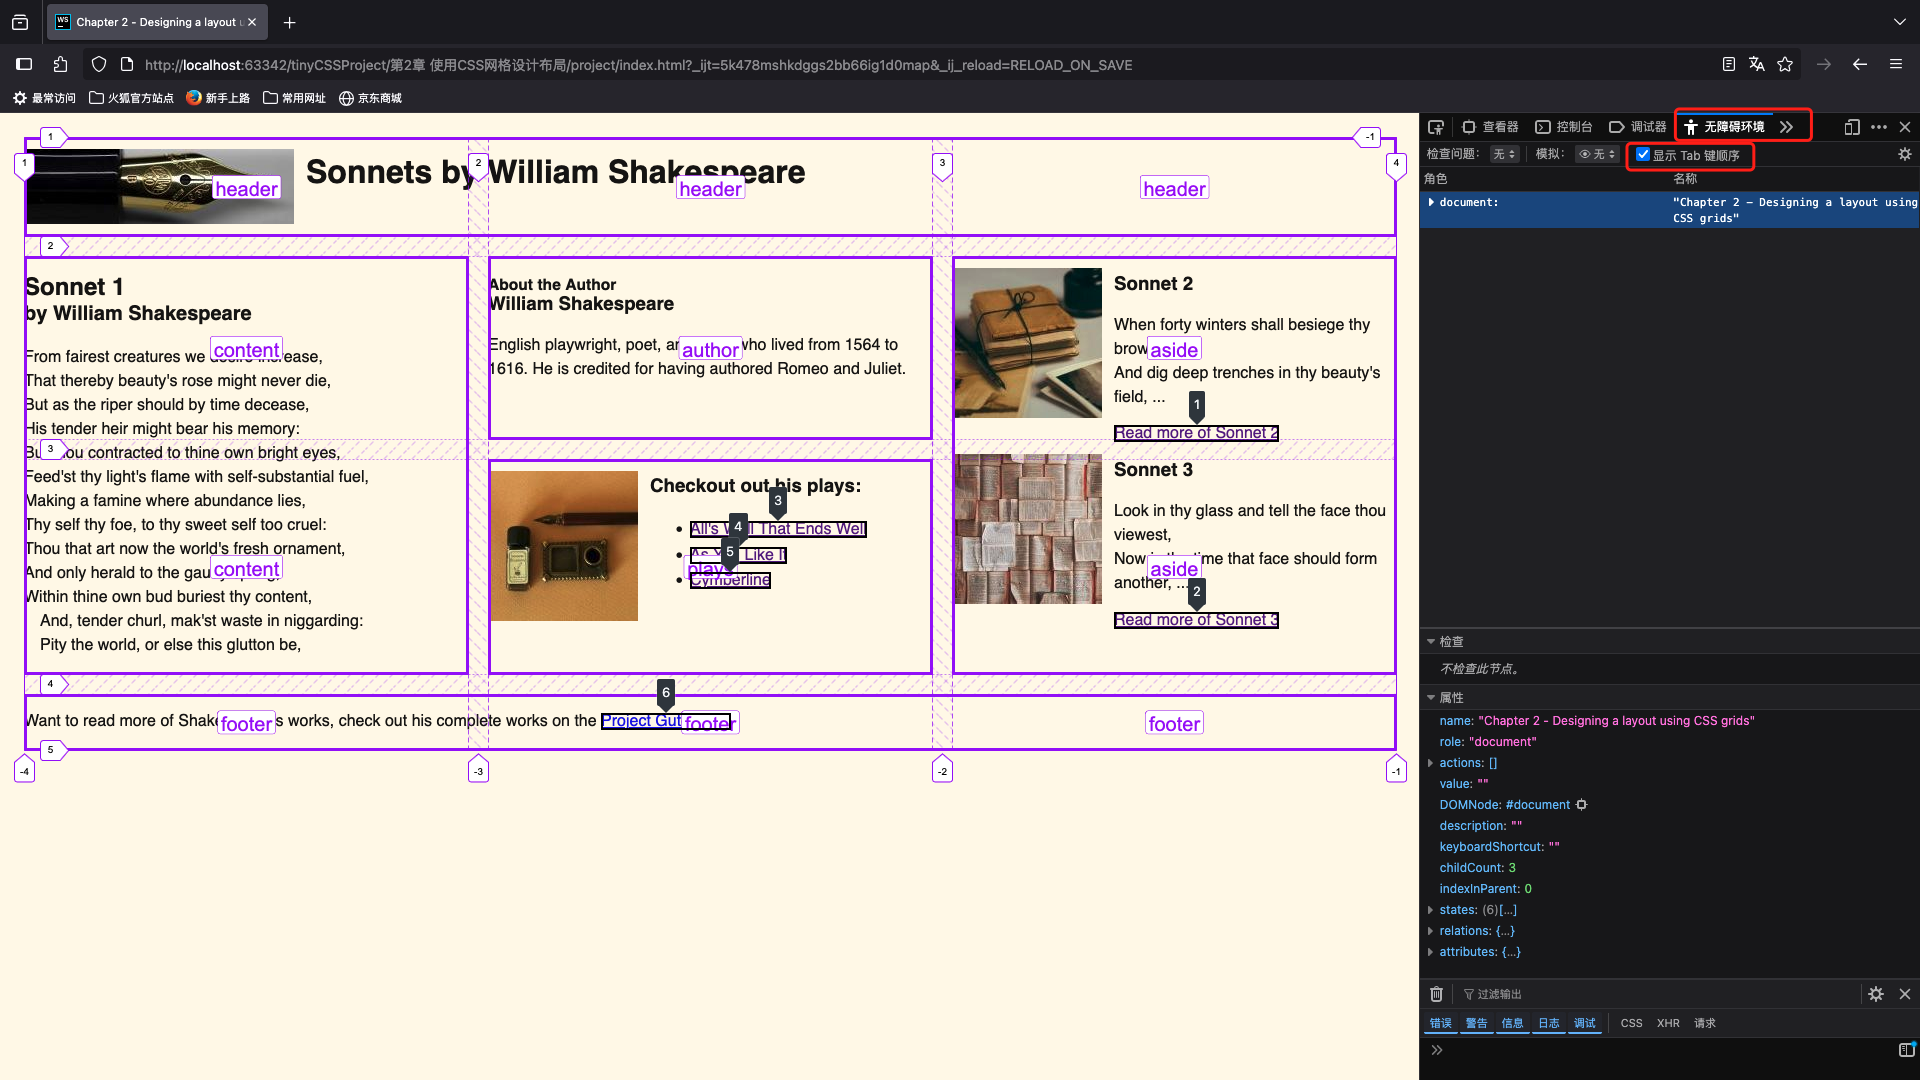 Chapter 2 - Designing a layout u
http://localhost:63342/tinyCSSProject/第2章 使用CSS网格设计布局/project/index.html?_ijt=5k478mshkdggs2bb66ig1d0map&_ij_reload=RELOAD_ON_SAVE
最常访问 火狐官方站点 新手上路 常用网址 京东商城
1 -1
1 2 3 4
Sonnets by William Shakespeare
header header header
2
Sonnet 1
by William Shakespeare
From fairest creatures we desire increase,
content
That thereby beauty's rose might never die,
But as the riper should by time decease,
His tender heir might bear his memory:
3
But thou contracted to thine own bright eyes,
Feed'st thy light's flame with self-substantial fuel,
Making a famine where abundance lies,
Thy self thy foe, to thy sweet self too cruel:
Thou that art now the world's fresh ornament,
And only herald to the gaudy spring,
content
Within thine own bud buriest thy content,
And, tender churl, mak'st waste in niggarding:
Pity the world, or else this glutton be,
About the Author
William Shakespeare
English playwright, poet, an who lived from 1564 to
author
1616. He is credited for having authored Romeo and Juliet.
Checkout out his plays:
3
All's Well That Ends Well
4
As You Like It
5
plays
Cymberline
Sonnet 2
When forty winters shall besiege thy
brow
aside
And dig deep trenches in thy beauty's
field, ...
1
Read more of Sonnet 2
Sonnet 3
Look in thy glass and tell the face thou
viewest,
Now is the time that face should form
aside
another, ...
2
Read more of Sonnet 3
4
6
Want to read more of Shakespeare's works, check out his complete works on the Project Gut
footer footer footer
5
-4 -3 -2 -1
查看器 控制台 调试器 无障碍环境
检查问题: 无 模拟: 无 显示 Tab 键顺序
角色 名称
document: "Chapter 2 – Designing a layout using
CSS grids"
检查
不检查此节点。
属性
name: "Chapter 2 - Designing a layout using CSS grids"
role: "document"
actions: []
value: ""
DOMNode: #document
description: ""
keyboardShortcut: ""
childCount: 3
indexInParent: 0
states: (6)[…]
relations: {…}
attributes: {…}
过滤输出
错误 警告 信息 日志 调试 CSS XHR 请求